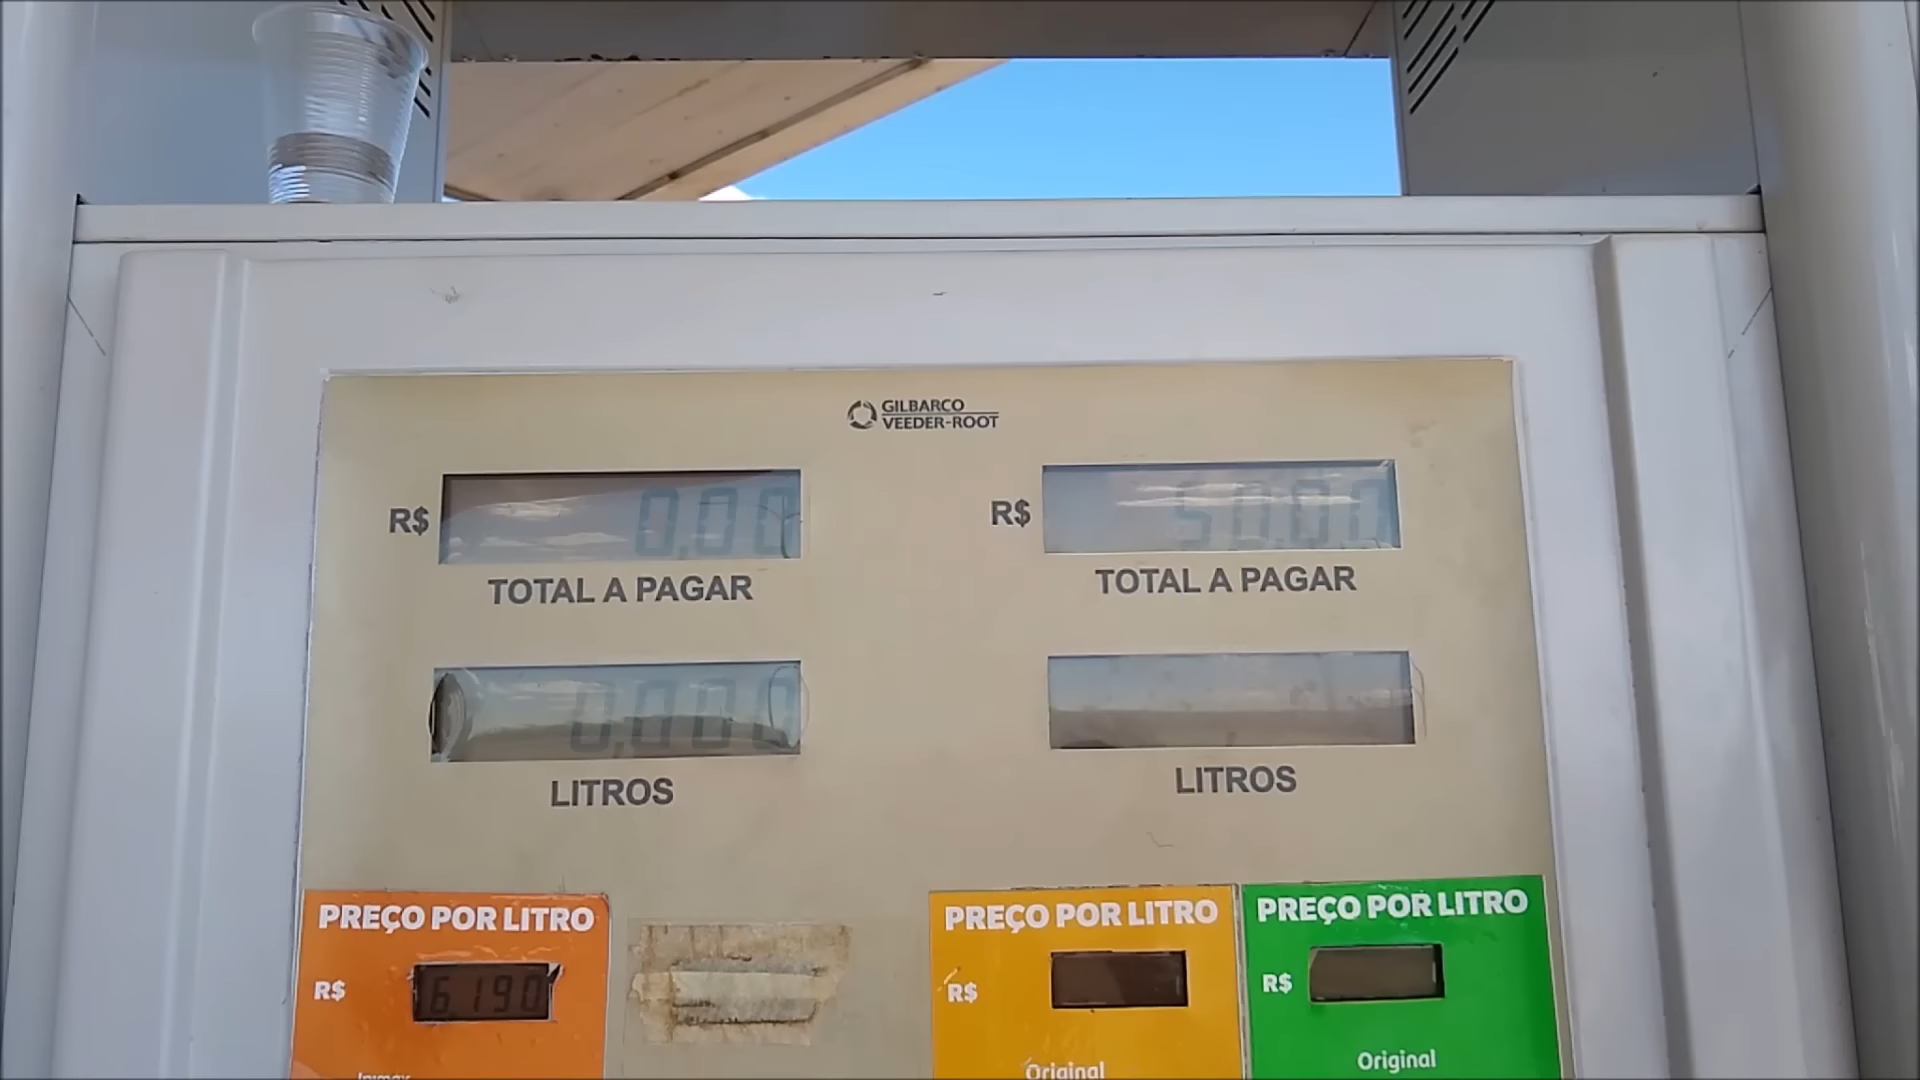 GILBARCO
VEEDER-ROOT
R$ 0,00
TOTAL A PAGAR
R$ 50,00
TOTAL A PAGAR
0,000
LITROS
LITROS
PREÇO POR LITRO
R$ 6,190
PREÇO POR LITRO
R$
Original
PREÇO POR LITRO
R$
Original